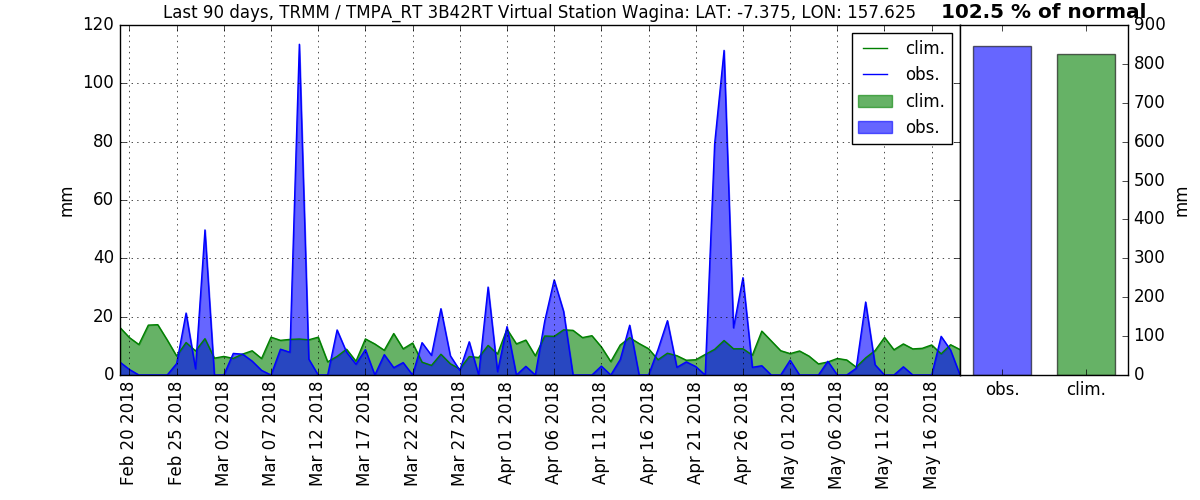 Last 90 days, TRMM / TMPA_RT 3B42RT Virtual Station Wagina: LAT: -7.375, LON: 157.625
102.5 % of normal
mm
120
100
80
60
40
20
0
clim.
obs.
clim.
obs.
900
800
700
600
500
400
300
200
100
0
mm
Feb 20 2018
Feb 25 2018
Mar 02 2018
Mar 07 2018
Mar 12 2018
Mar 17 2018
Mar 22 2018
Mar 27 2018
Apr 01 2018
Apr 06 2018
Apr 11 2018
Apr 16 2018
Apr 21 2018
Apr 26 2018
May 01 2018
May 06 2018
May 11 2018
May 16 2018
obs.
clim.